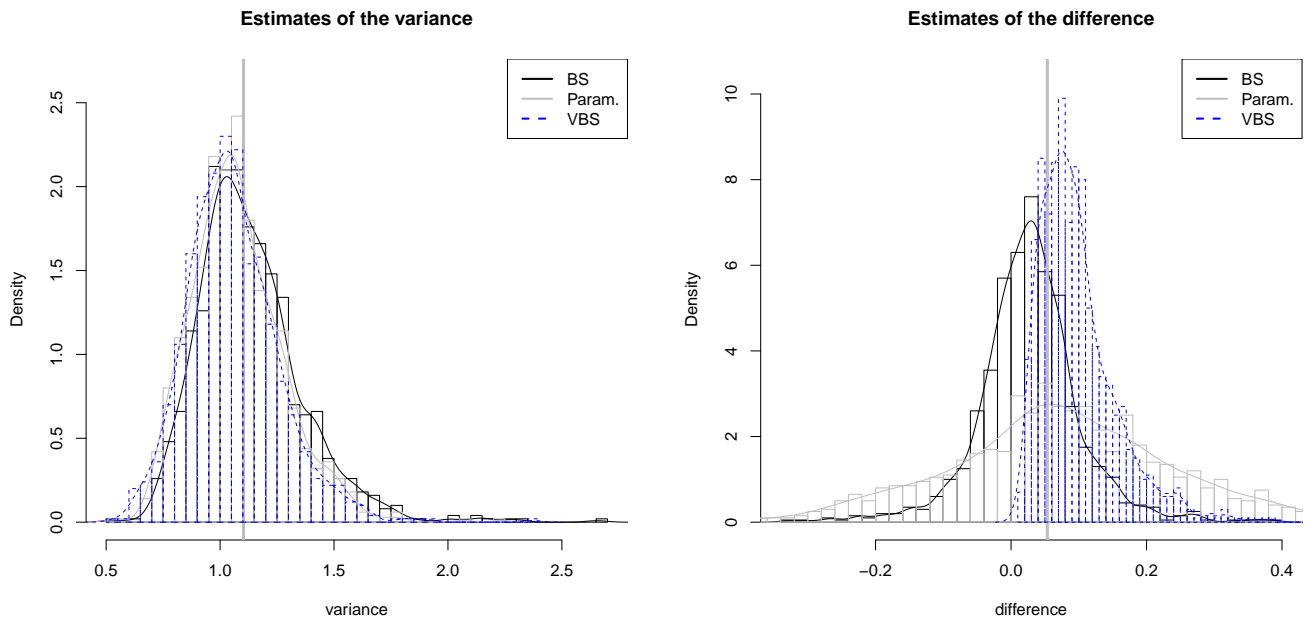 Estimates of the variance
BS
Param.
VBS
Density
0.0
0.5
1.0
1.5
2.0
2.5
0.5
1.0
1.5
2.0
2.5
variance
Estimates of the difference
BS
Param.
VBS
Density
0
2
4
6
8
10
−0.2
0.0
0.2
0.4
difference